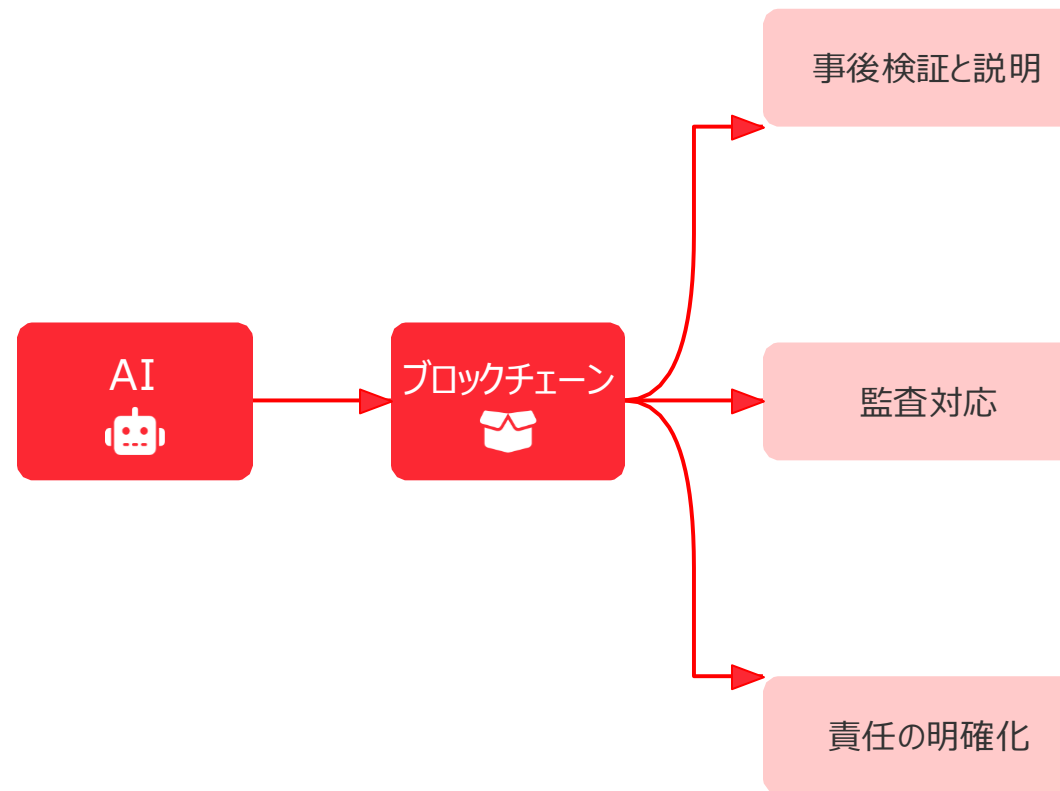 事後検証と説明
AI
ブロックチェーン
監査対応
責任の明確化